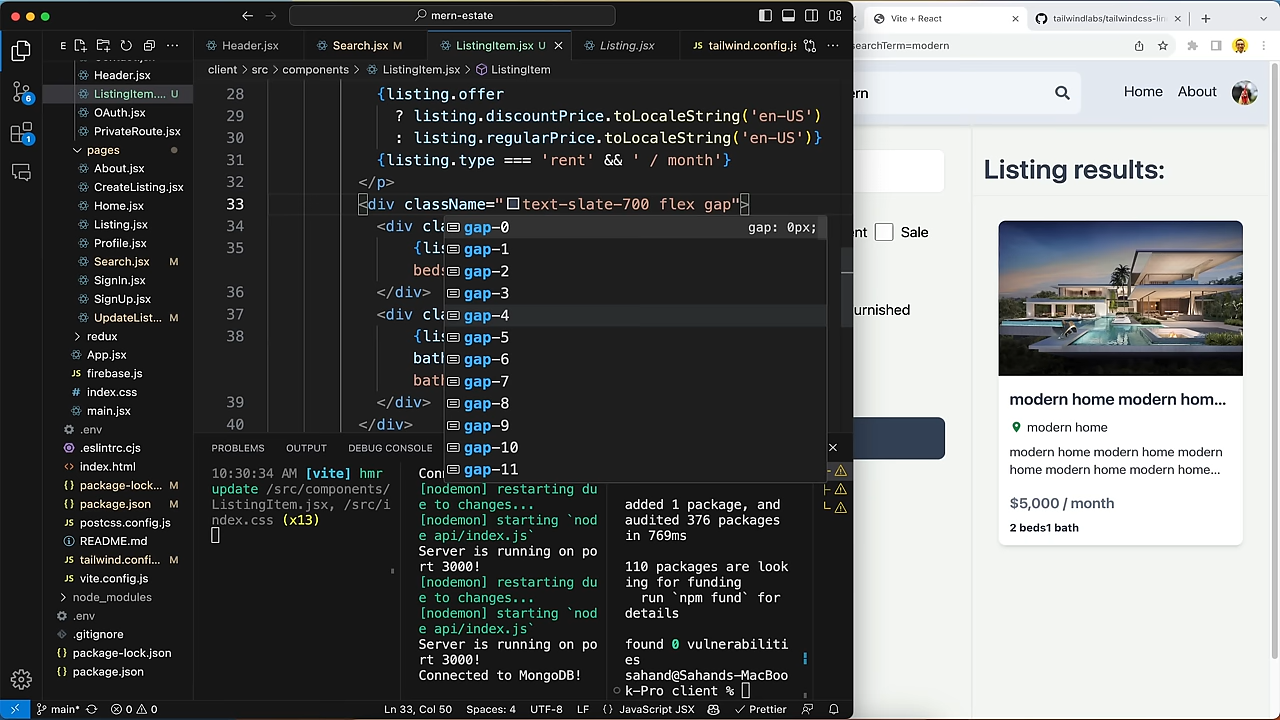 mern-estate
Vite + React
tailwindlabs/tailwindcss-lin
Header.jsx
Search.jsx M
ListingItem.jsx U
Listing.jsx
tailwind.config.js
searchTerm=modern
client > src > components > ListingItem.jsx > ListingItem
E
Header.jsx
ListingItem.... U
OAuth.jsx
PrivateRoute.jsx
pages
About.jsx
CreateListing.jsx
Home.jsx
Listing.jsx
Profile.jsx
Search.jsx M
SignIn.jsx
SignUp.jsx
UpdateList... M
redux
App.jsx
JS firebase.js
# index.css
main.jsx
.env
.eslintrc.cjs
<> index.html
{} package-lock... M
{} package.json M
JS postcss.config.js
README.md
JS tailwind.confi... M
JS vite.config.js
node_modules
.env
.gitignore
{} package-lock.json
{} package.json
6
1
28 {listing.offer
29 ? listing.discountPrice.toLocaleString('en-US')
30 : listing.regularPrice.toLocaleString('en-US')}
31 {listing.type === 'rent' && ' / month'}
32 </p>
33 <div className="text-slate-700 flex gap">
34 <div cla
35 {lis
beds
36 </div>
37 <div cla
38 {lis
bath
bath
39 </div>
40 </div>
gap-0 gap: 0px;
gap-1
gap-2
gap-3
gap-4
gap-5
gap-6
gap-7
gap-8
gap-9
gap-10
gap-11
PROBLEMS OUTPUT DEBUG CONSOLE
10:30:34 AM [vite] hmr
update /src/components/
ListingItem.jsx, /src/i
ndex.css (x13)
Conn
[nodemon] restarting du
e to changes...
[nodemon] starting `nod
e api/index.js`
Server is running on po
rt 3000!
[nodemon] restarting du
e to changes...
[nodemon] starting `nod
e api/index.js`
Server is running on po
rt 3000!
Connected to MongoDB!
added 1 package, and
audited 376 packages
in 769ms
110 packages are look
ing for funding
run `npm fund` for
details
found 0 vulnerabiliti
es
sahand@Sahands-MacBoo
k-Pro client %
main* 0 0 Ln 33, Col 50 Spaces: 4 UTF-8 LF {} JavaScript JSX Prettier
rn
Home About
Listing results:
ent Sale
urnished
modern home modern hom...
modern home
modern home modern home modern
home modern home modern home...
$5,000 / month
2 beds1 bath